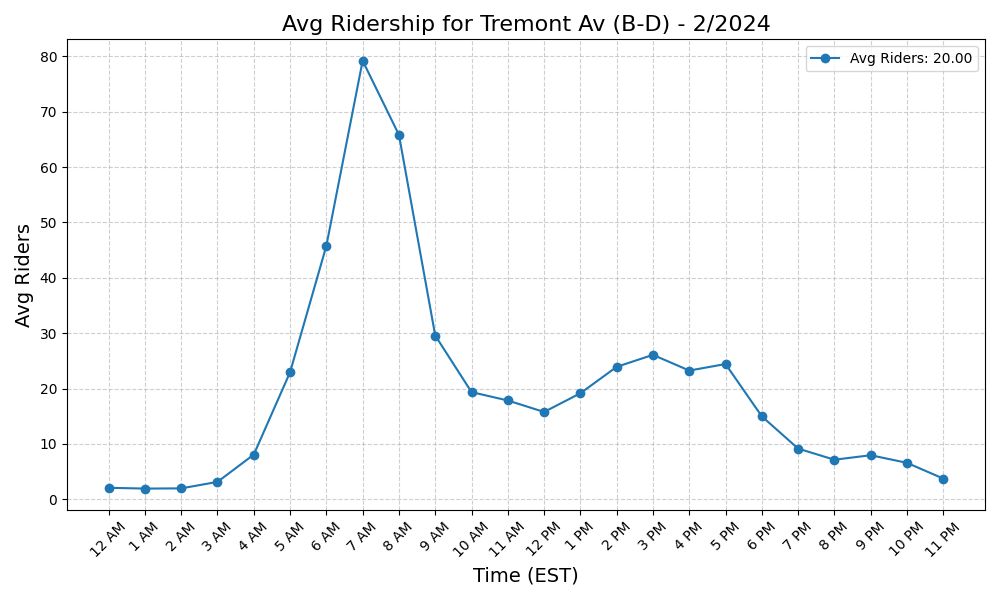 Avg Ridership for Tremont Av (B-D) - 2/2024
Avg Riders: 20.00
Avg Riders
80
70
60
50
40
30
20
10
0
12 AM
1 AM
2 AM
3 AM
4 AM
5 AM
6 AM
7 AM
8 AM
9 AM
10 AM
11 AM
12 PM
1 PM
2 PM
3 PM
4 PM
5 PM
6 PM
7 PM
8 PM
9 PM
10 PM
11 PM
Time (EST)